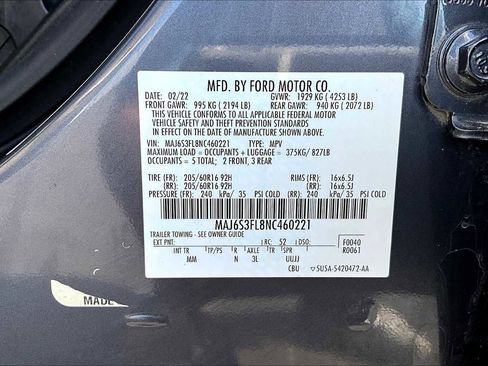 MFD. BY FORD MOTOR CO.
DATE: 02/22 GVWR: 1929 KG ( 4253 LB)
FRONT GAWR: 995 KG ( 2194 LB) REAR GAWR: 940 KG ( 2072 LB)
THIS VEHICLE CONFORMS TO ALL APPLICABLE FEDERAL MOTOR
VEHICLE SAFETY AND THEFT PREVENTION STANDARDS
IN EFFECT ON THE DATE OF MANUFACTURE SHOWN ABOVE.
VIN: MAJ6S3FL8NC460221 TYPE: MPV
MAXIMUM LOAD = OCCUPANTS + LUGGAGE = 375KG/827LB
OCCUPANTS = 5 TOTAL; 2 FRONT, 3 REAR
TIRE (FR): 205/60R16 92H RIMS (FR): 16x6.5J
(RR): 205/60R16 92H (RR): 16x6.5J
PRESSURE (FR): 240 kPa/ 35 PSI COLD (RR): 240 kPa/ 35 PSI COLD
MAJ6S3FL8NC460221
TRAILER TOWING - SEE OWNER GUIDE
EXT PNT: RC: 52 DSO: F0040
INT TR TP/PS R AXLE TR SPR R0061
MM N 3L UUJJ
CBU 5U5A-5420472-AA
MADE